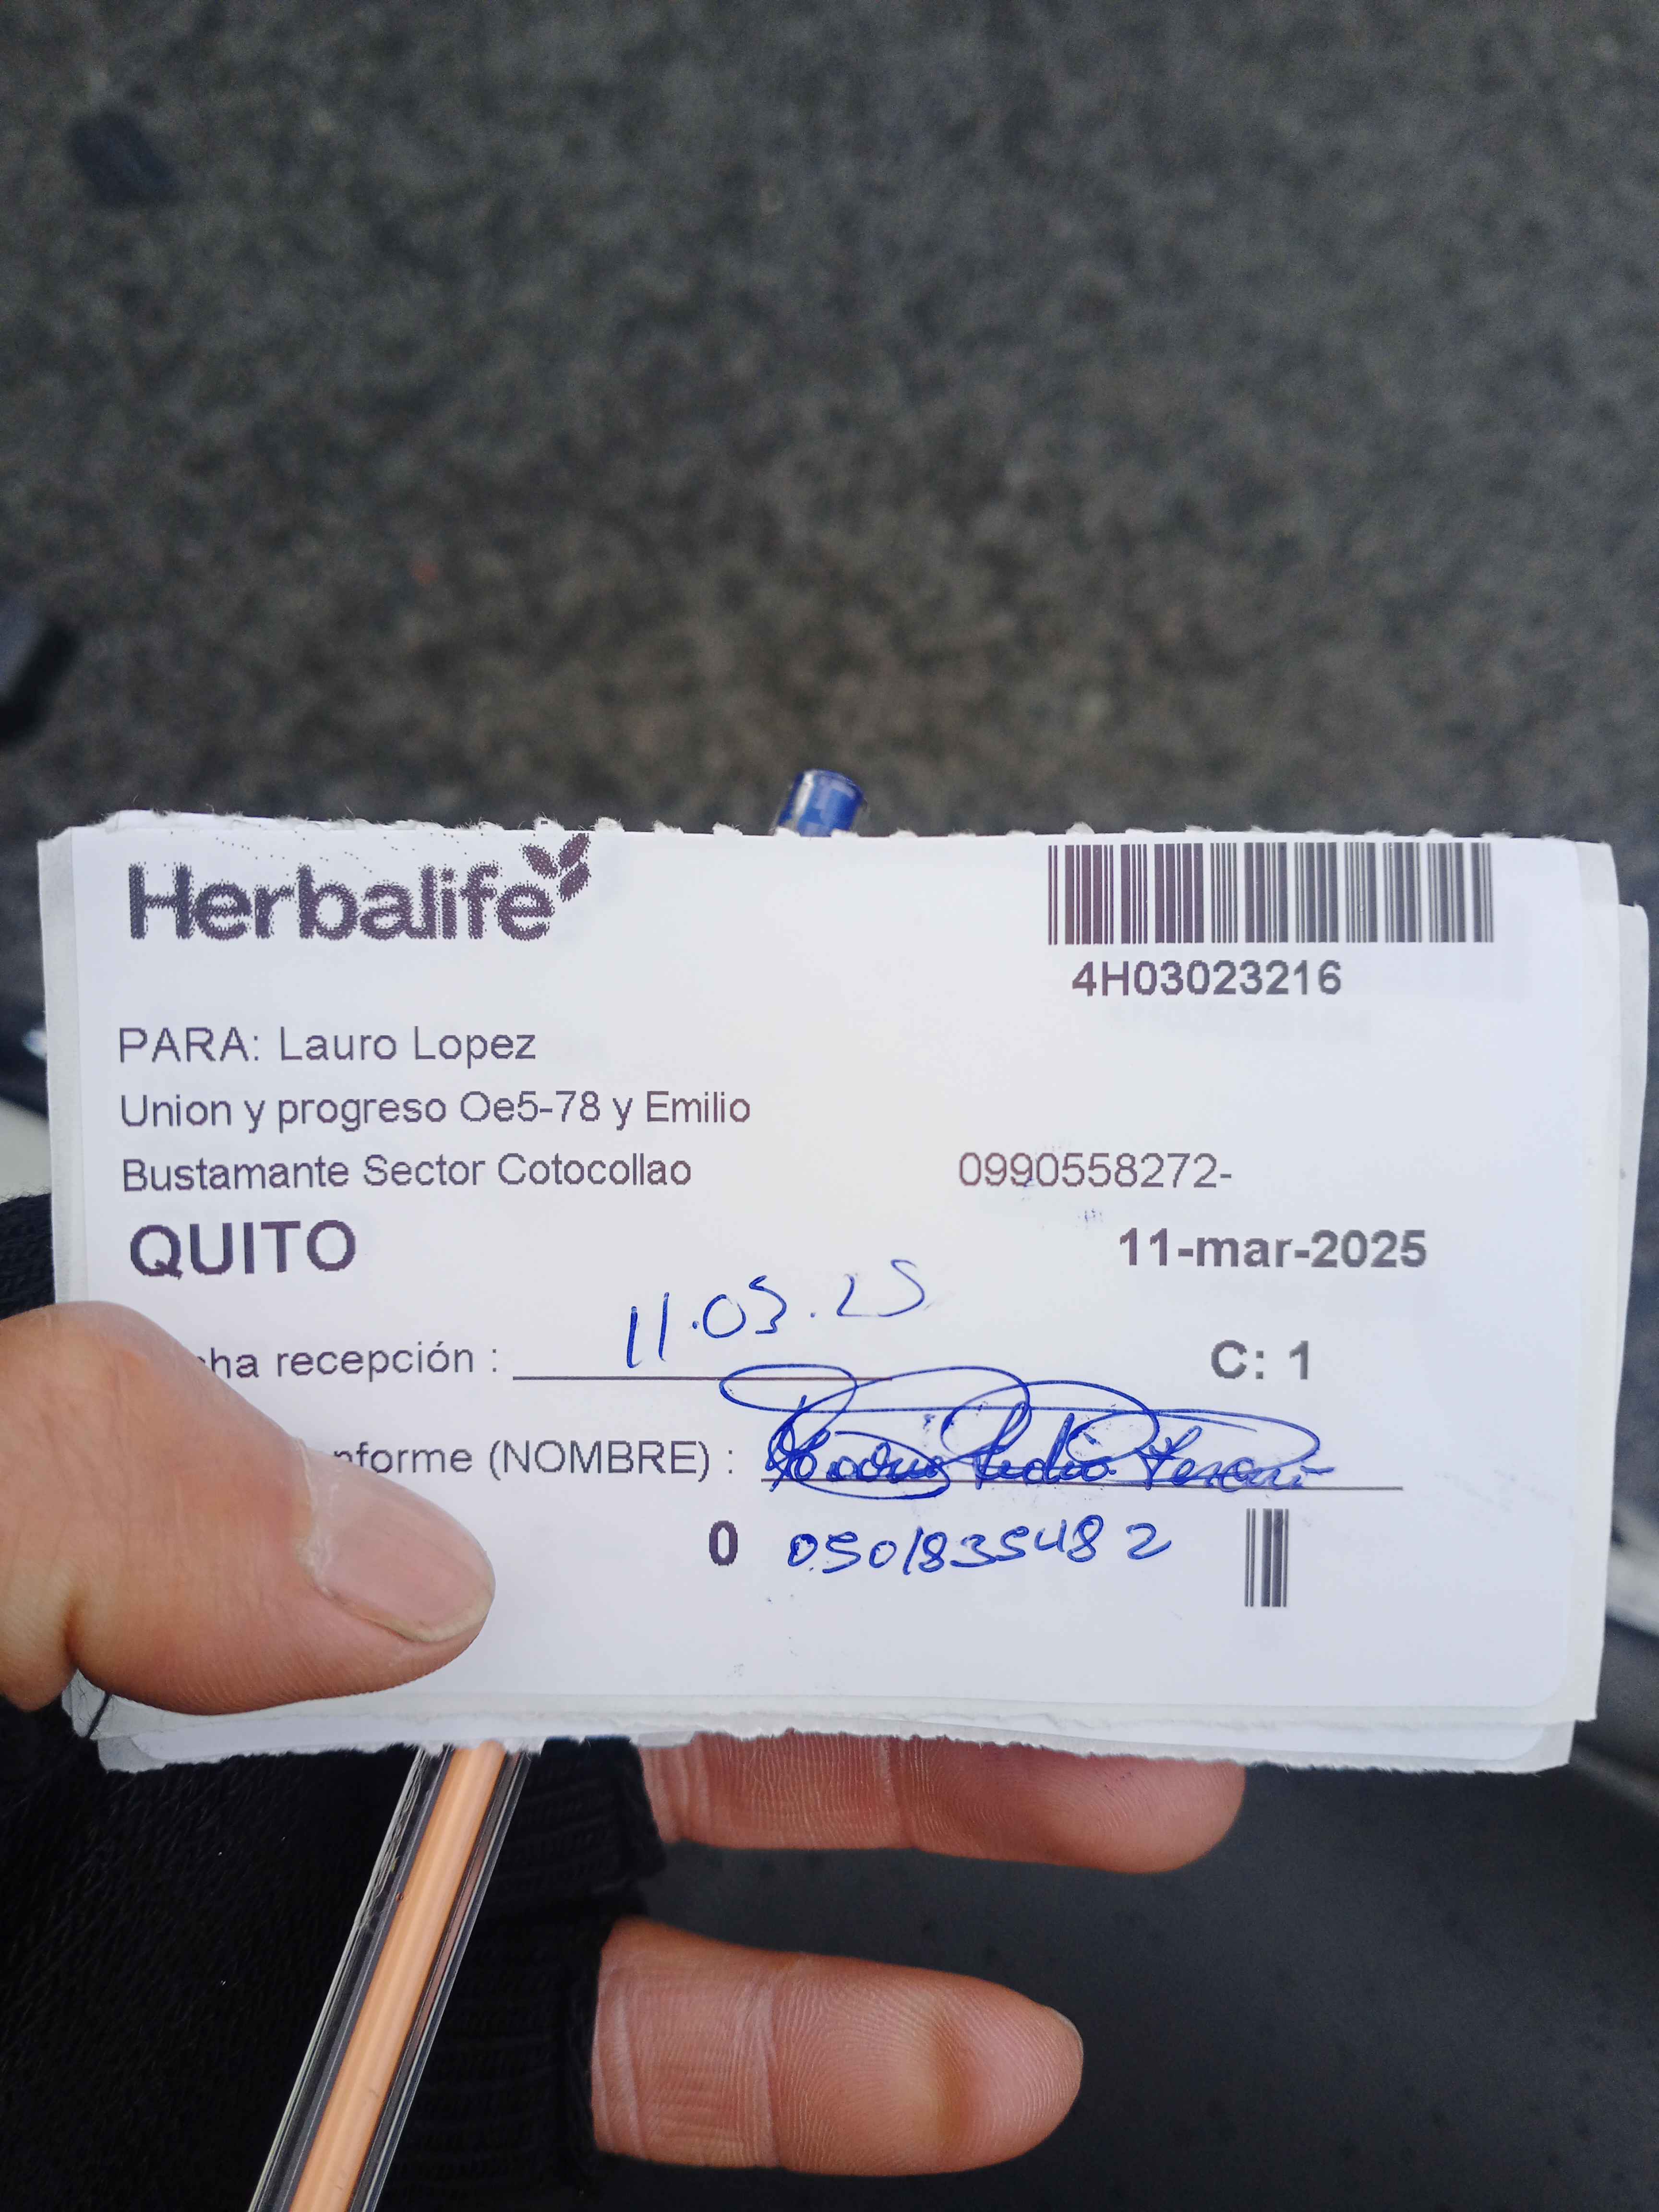 Herbalife
4H03023216
PARA: Lauro Lopez
Union y progreso Oe5-78 y Emilio
Bustamante Sector Cotocollao 0990558272-
QUITO 11-mar-2025
11.03.25
cha recepción : C: 1
nforme (NOMBRE) :
0 0501835482